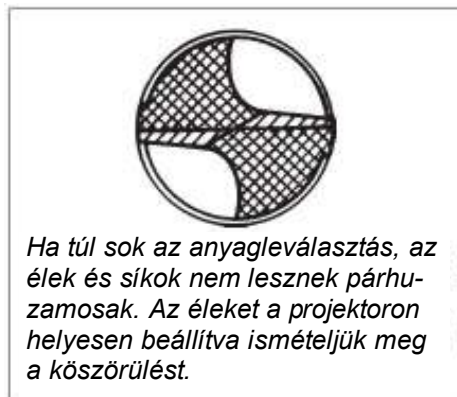 Ha túl sok az anyagleválasztás, az
élek és síkok nem lesznek párhu-
zamosak. Az éleket a projektoron
helyesen beállítva ismételjük meg
a köszörülést.